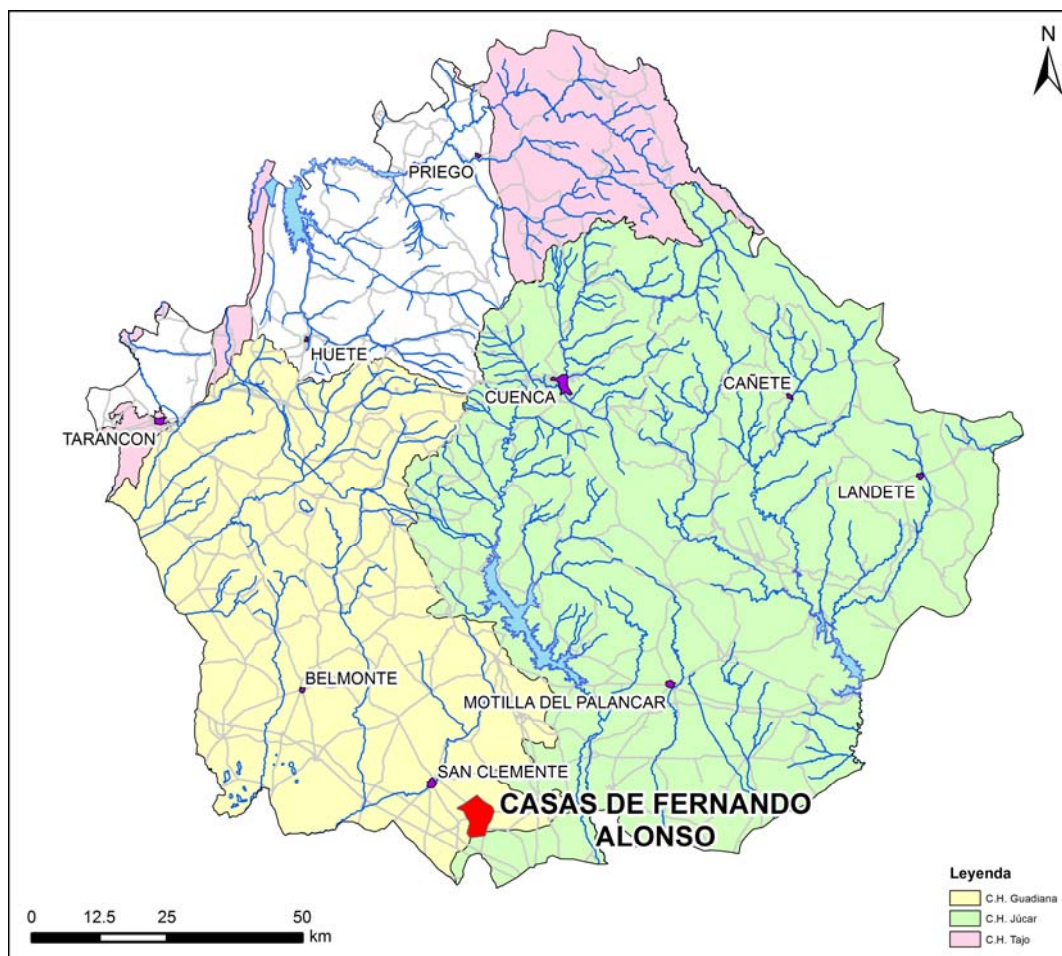 N
PRIEGO
HUETE
CUENCA
CAÑETE
TARANCON
LANDETE
BELMONTE
MOTILLA DEL PALANCAR
SAN CLEMENTE
CASAS DE FERNANDO
ALONSO
Leyenda
C.H. Guadiana
C.H. Júcar
C.H. Tajo
0 12.5 25 50
km